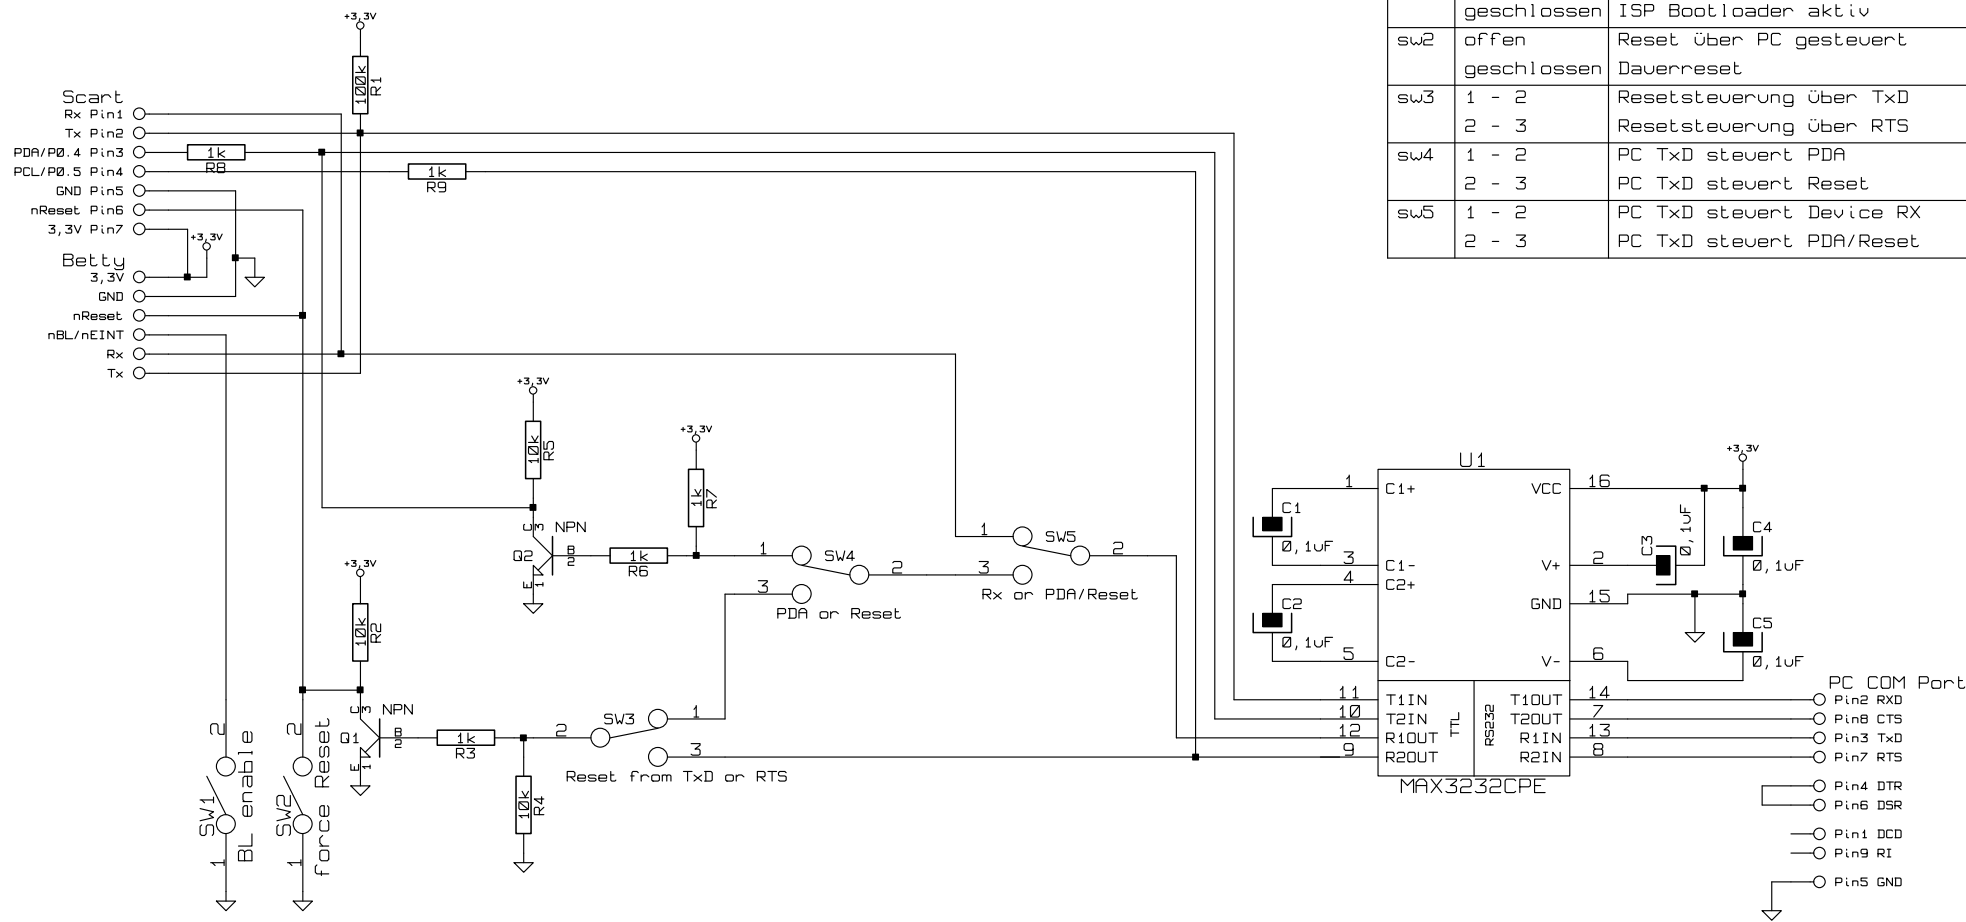 geschlossen ISP Bootloader aktiv
sw2 offen Reset über PC gesteuert
geschlossen Dauerreset
sw3 1 - 2 Resetsteuerung über TxD
2 - 3 Resetsteuerung über RTS
sw4 1 - 2 PC TxD steuert PDA
2 - 3 PC TxD steuert Reset
sw5 1 - 2 PC TxD steuert Device RX
2 - 3 PC TxD steuert PDA/Reset
+3,3V
100k
R1
Scart
Rx Pin1
Tx Pin2
PDA/P0.4 Pin3
1k
R8
PCL/P0.5 Pin4
1k
R9
GND Pin5
nReset Pin6
3,3V Pin7
+3,3V
Betty
3,3V
GND
nReset
nBL/nEINT
Rx
Tx
+3,3V
10k
R5
+3,3V
1k
R7
C
3
NPN
Q2
B
2
E
1
1k
R6
1
SW4
2
3
PDA or Reset
1
SW5
2
3
Rx or PDA/Reset
+3,3V
10k
R2
C
3
NPN
Q1
B
2
E
1
1k
R3
10k
R4
2
SW3
1
3
Reset from TxD or RTS
2
SW1
1
BL enable
2
SW2
1
force Reset
U1
1 C1+
C1
0,1uF
3 C1-
4 C2+
C2
0,1uF
5 C2-
VCC 16
V+ 2
GND 15
V- 6
+3,3V
C3
0,1uF
C4
0,1uF
C5
0,1uF
11 T1IN
10 T2IN
12 R1OUT
9 R2OUT
TTL
RS232
T1OUT 14
T2OUT 7
R1IN 13
R2IN 8
MAX3232CPE
PC COM Port
Pin2 RXD
Pin8 CTS
Pin3 TxD
Pin7 RTS
Pin4 DTR
Pin6 DSR
Pin1 DCD
Pin9 RI
Pin5 GND